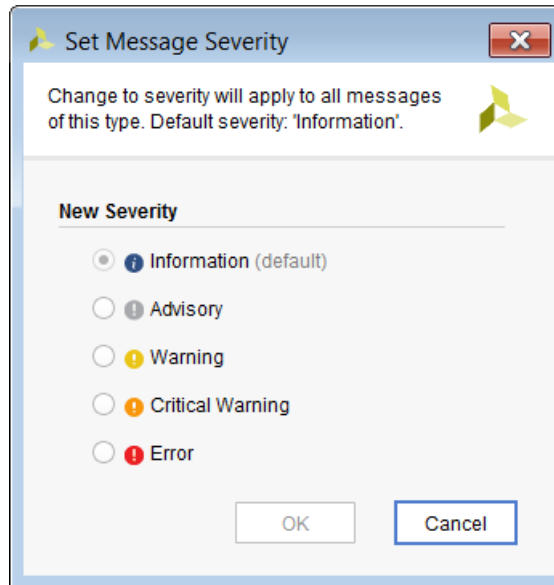 Set Message Severity
Change to severity will apply to all messages
of this type. Default severity: 'Information'.
New Severity
Information (default)
Advisory
Warning
Critical Warning
Error
OK
Cancel